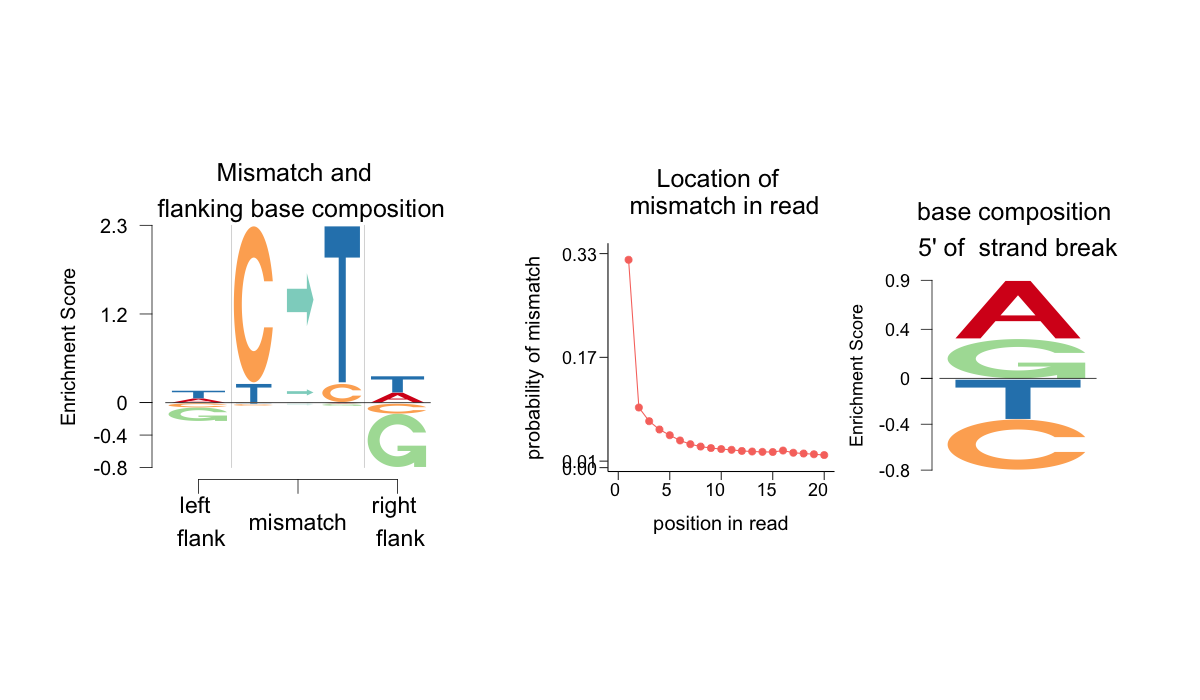 Mismatch and
flanking base composition
Enrichment Score
2.3
1.2
0
-0.4
-0.8
C
T
T
C
T
A
C
G
T
A
C
G
left
flank
mismatch
right
flank
Location of
mismatch in read
probability of mismatch
0.33
0.17
0.01
0.00
0
5
10
15
20
position in read
base composition
5' of strand break
Enrichment Score
0.9
0.4
0
-0.4
-0.8
A
G
T
C